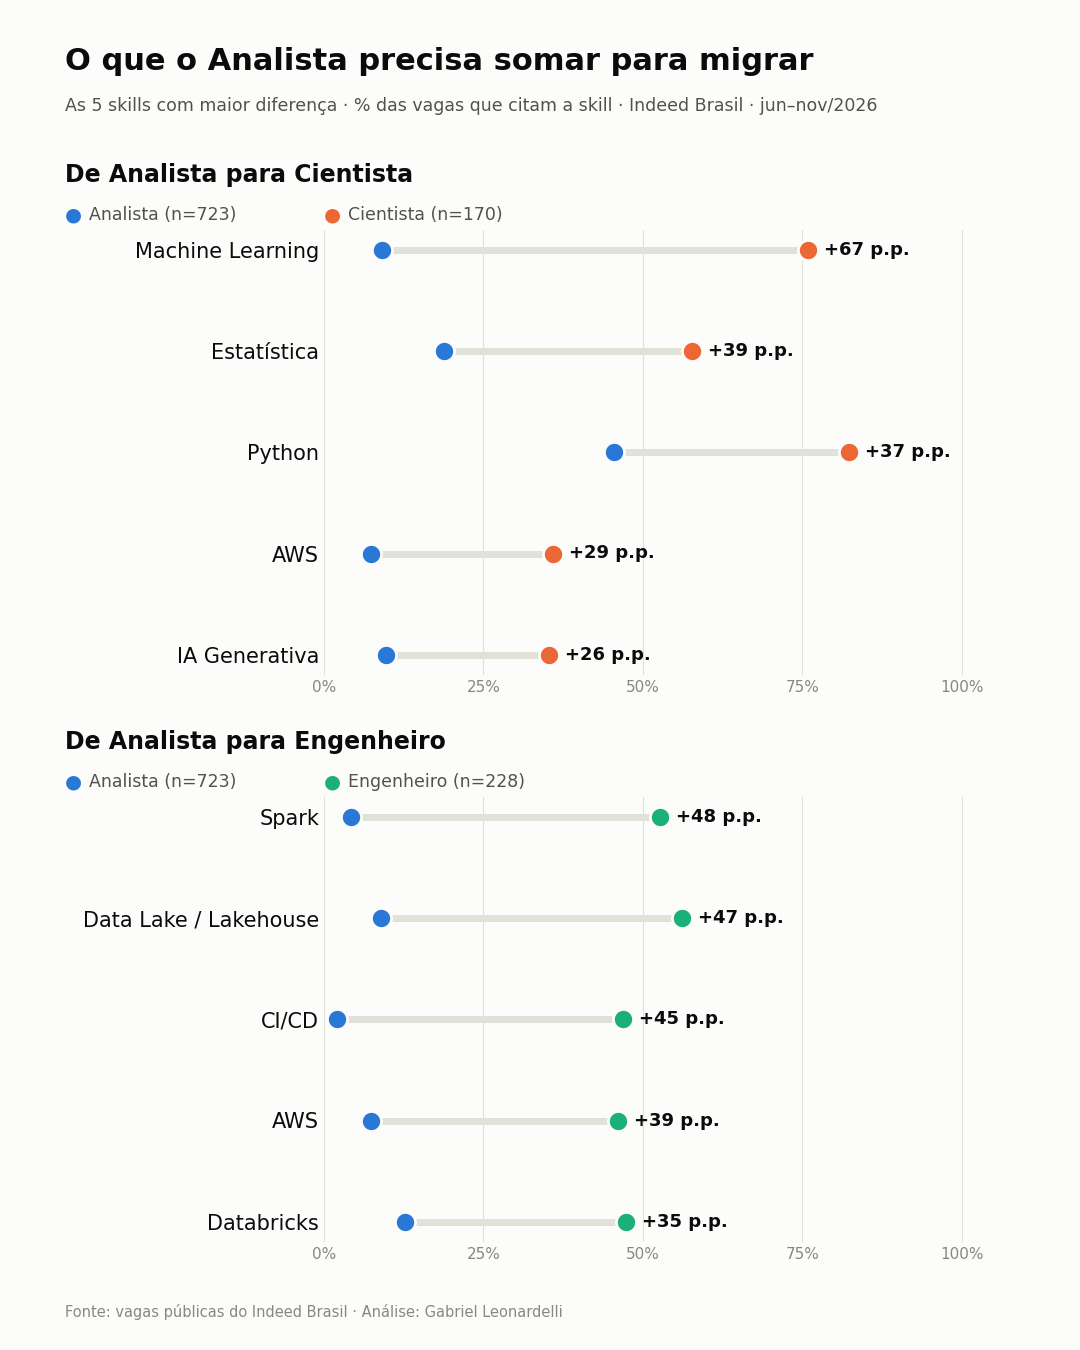 O que o Analista precisa somar para migrar
As 5 skills com maior diferença · % das vagas que citam a skill · Indeed Brasil · jun–nov/2026
De Analista para Cientista
Analista (n=723) Cientista (n=170)
Machine Learning +67 p.p.
Estatística +39 p.p.
Python +37 p.p.
AWS +29 p.p.
IA Generativa +26 p.p.
0% 25% 50% 75% 100%
De Analista para Engenheiro
Analista (n=723) Engenheiro (n=228)
Spark +48 p.p.
Data Lake / Lakehouse +47 p.p.
CI/CD +45 p.p.
AWS +39 p.p.
Databricks +35 p.p.
0% 25% 50% 75% 100%
Fonte: vagas públicas do Indeed Brasil · Análise: Gabriel Leonardelli